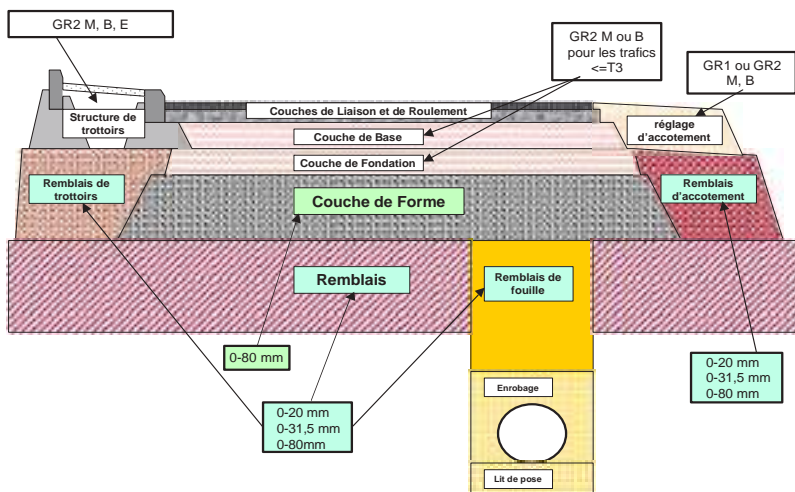 GR2 M, B, E
GR2 M ou B
pour les trafics
<=T3
GR1 ou GR2
M, B
Structure de
trottoirs
Couches de Liaison et de Roulement
Couche de Base
réglage
d'accotement
Couche de Fondation
Remblais de
trottoirs
Couche de Forme
Remblais
d'accotement
Remblais
Remblais de
fouille
0-80 mm
0-20 mm
0-31,5 mm
0-80mm
0-20 mm
0-31,5 mm
0-80 mm
Enrobage
Lit de pose